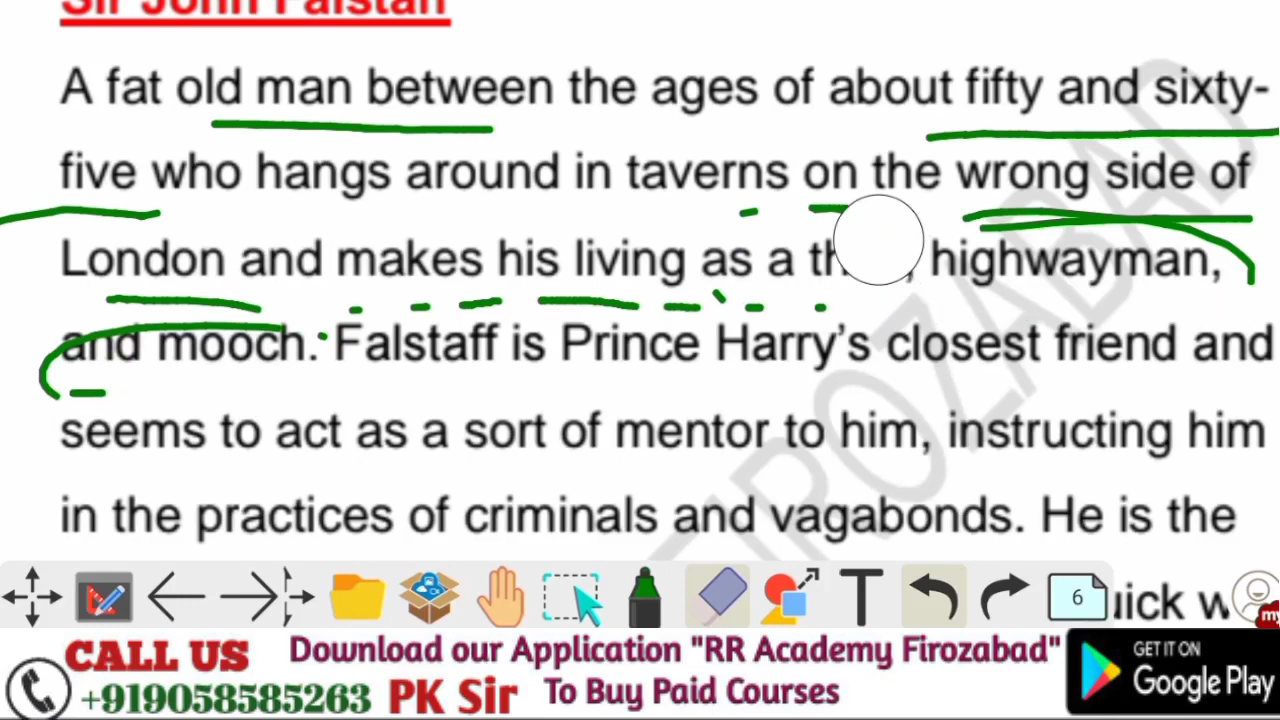 Sir John Falstaff
A fat old man between the ages of about fifty and sixty-
five who hangs around in taverns on the wrong side of
London and makes his living as a highwayman,
and mooch. Falstaff is Prince Harry's closest friend and
seems to act as a sort of mentor to him, instructing him
in the practices of criminals and vagabonds. He is the
FIROZABAD
T
6
CALL US
+919058585263
PK Sir
Download our Application "RR Academy Firozabad"
To Buy Paid Courses
GET IT ON
Google Play